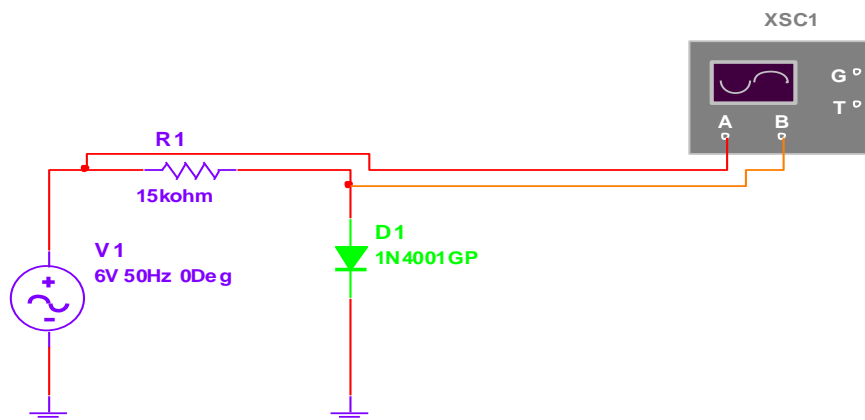 XSC1
G
T
A B
R1
15kohm
D1
1N4001GP
V1
6V 50Hz 0Deg